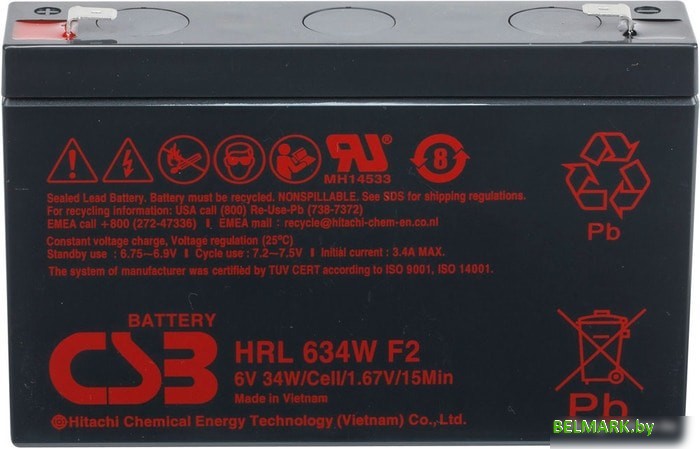 MH14533
8
Sealed Lead Battery. Battery must be recycled. NONSPILLABLE. See SDS for shipping regulations.
For recycling information: USA call (800) Re-Use-Pb (738-7372)
EMEA call +800 (272-47336) | EMEA mail : recycle@hitachi-chem-en.co.nl
Constant voltage charge, Voltage regulation (25°C)
Standby use : 6.75-6.9V | Cycle use : 7.2-7.5V | Initial current : 3.4A MAX.
The system of manufacturer was certified by TUV CERT according to ISO 9001, ISO 14001.
Pb
BATTERY
CSB
HRL 634W F2
6V 34W/Cell/1.67V/15Min
Made in Vietnam
Hitachi Chemical Energy Technology (Vietnam) Co., Ltd.
Pb
BELMARK.by